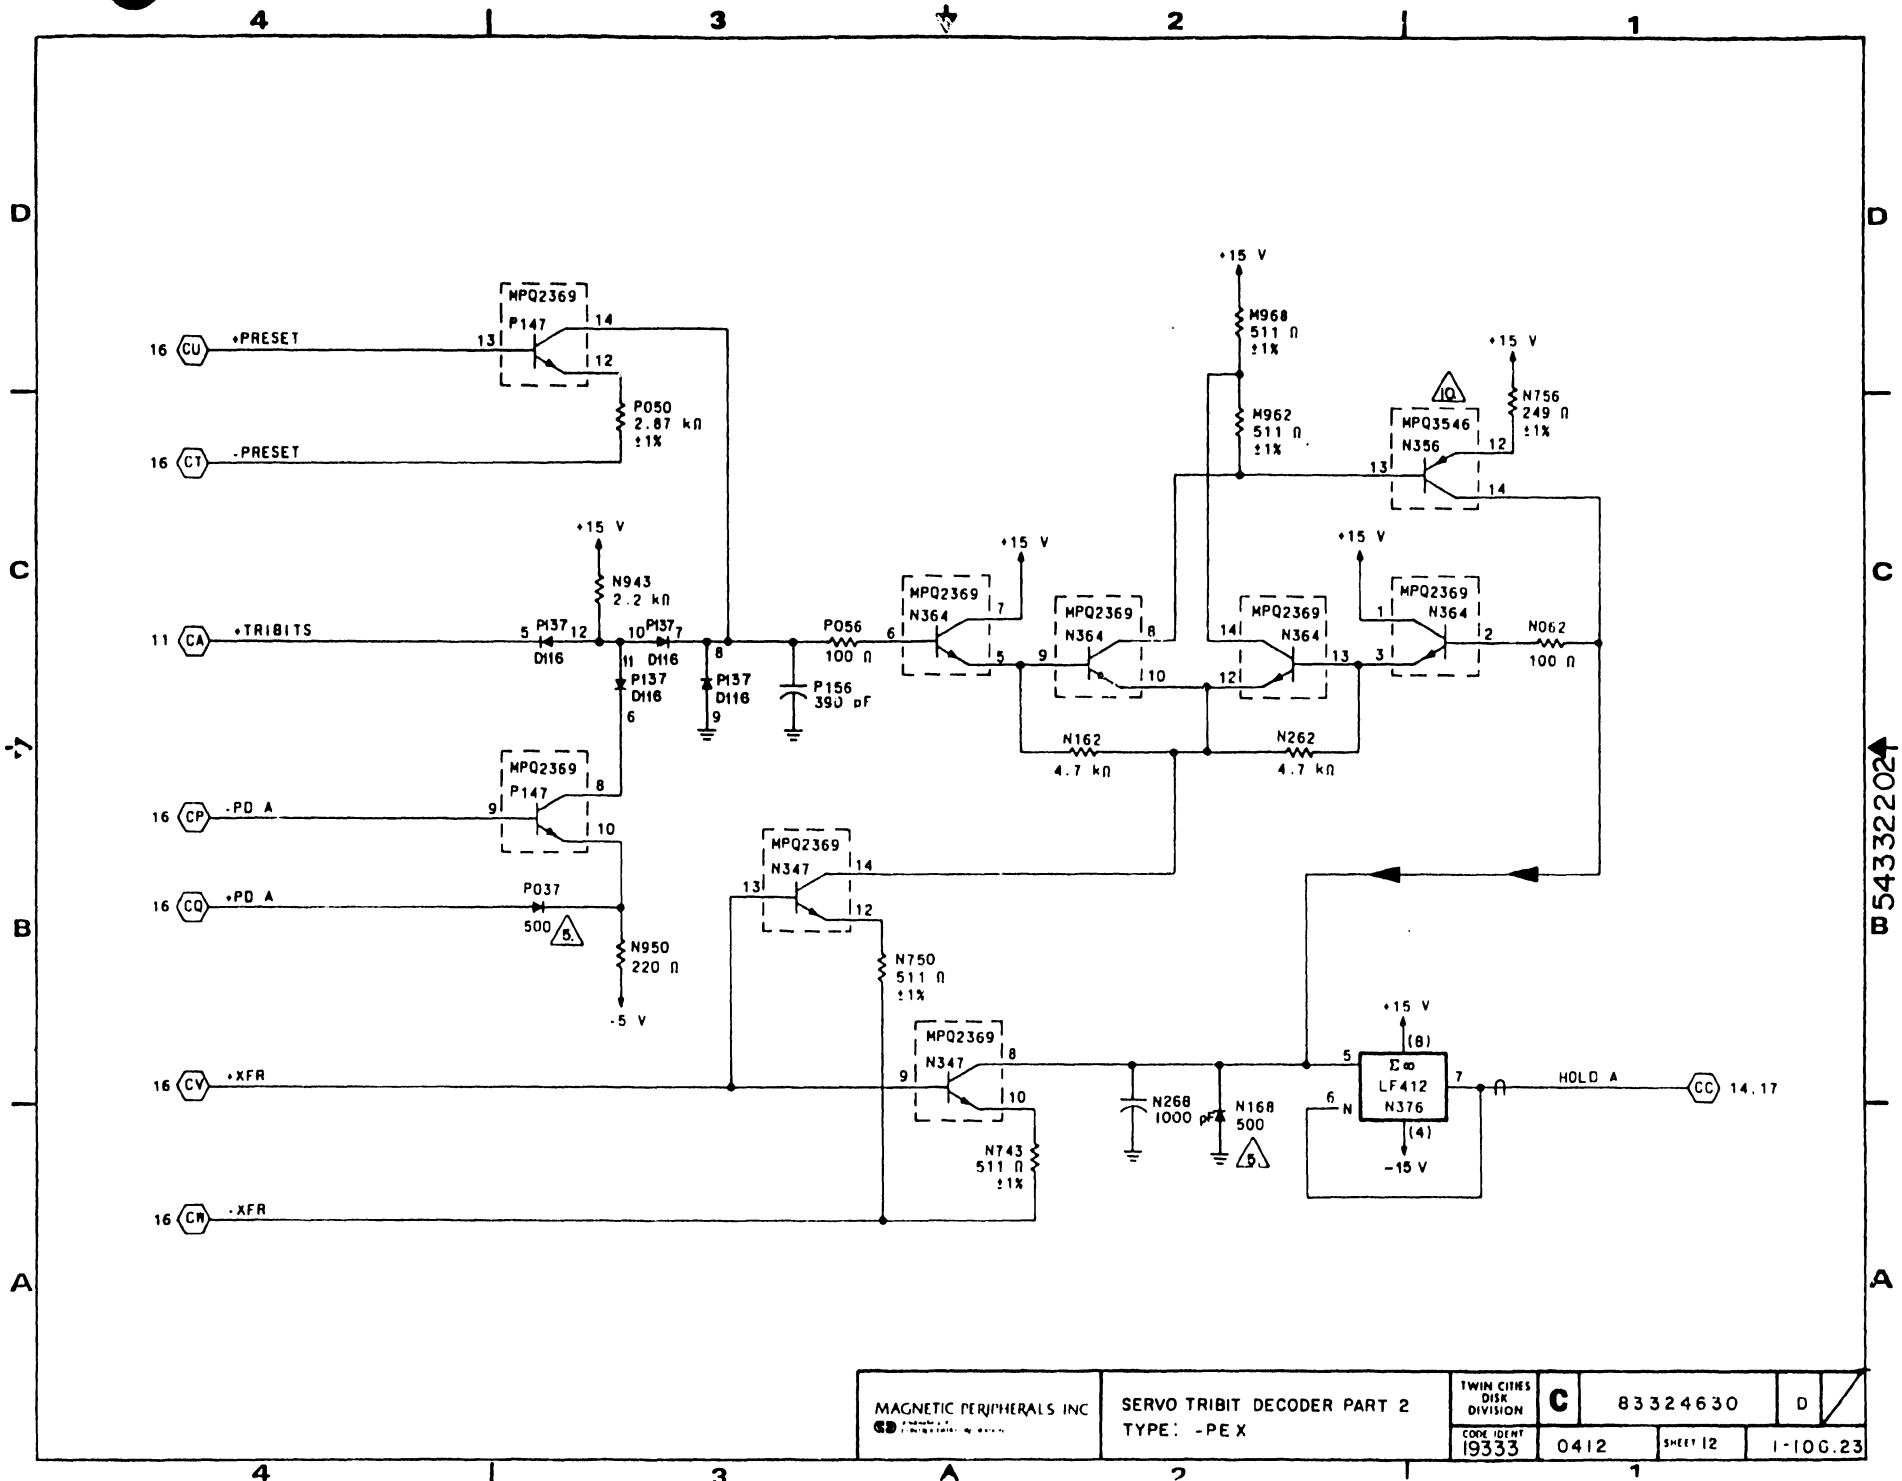 4 3 2 1
D D
+15 V
M968
511 Ω
±1%
MPQ2369
P147
14
13
12
16 CU +PRESET
+15 V
10
N756
249 Ω
±1%
P050
2.87 kΩ
±1%
M962
511 Ω
±1%
MPQ3546
N356
12
13
14
16 CT -PRESET
+15 V
N943
2.2 kΩ
+15 V
+15 V
C C
MPQ2369
N364
7
6
5
MPQ2369
N364
8
9
10
MPQ2369
N364
14
13
12
MPQ2369
N364
1
2
3
11 CA +TRIBITS
5 P137 12
D116
10 P137 7
D116
11
P137
D116
6
8
P137
D116
9
P056
100 Ω
P156
390 pF
N062
100 Ω
N162
4.7 kΩ
N262
4.7 kΩ
MPQ2369
P147
8
9
10
16 CP -PD A
54332202
MPQ2369
N347
14
13
12
16 CQ +PD A
P037
500
5.
B B
N950
220 Ω
-5 V
N750
511 Ω
±1%
+15 V
(8)
MPQ2369
N347
8
9
10
5
Σ∞
LF412
N376
7
6 N
(4)
-15 V
HOLD A
CC 14,17
16 CV +XFR
N268
1000 pF
N168
500
5.
N743
511 Ω
±1%
16 CW -XFR
A A
MAGNETIC PERIPHERALS INC
SERVO TRIBIT DECODER PART 2
TYPE: -PEX
TWIN CITIES
DISK
DIVISION
C
83324630
D
CODE IDENT
19333
0412
SHEET 12
1-106.23
4 3 A 2 1